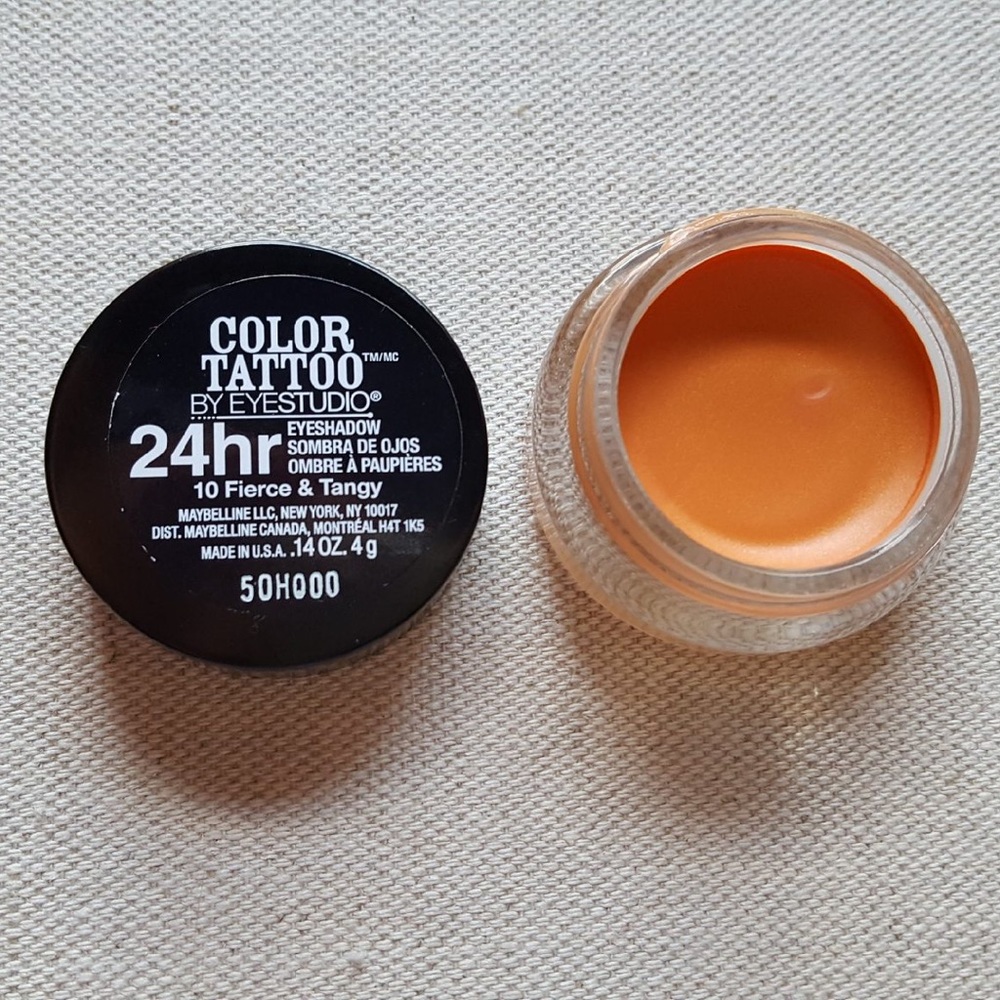 COLOR
TATTOO™/MC
BY EYESTUDIO®
24hr
EYESHADOW
SOMBRA DE OJOS
OMBRE À PAUPIÈRES
10 Fierce & Tangy
MAYBELLINE LLC, NEW YORK, NY 10017
DIST. MAYBELLINE CANADA, MONTRÉAL H4T 1K5
MADE IN U.S.A. .14 OZ. 4 g
50H000